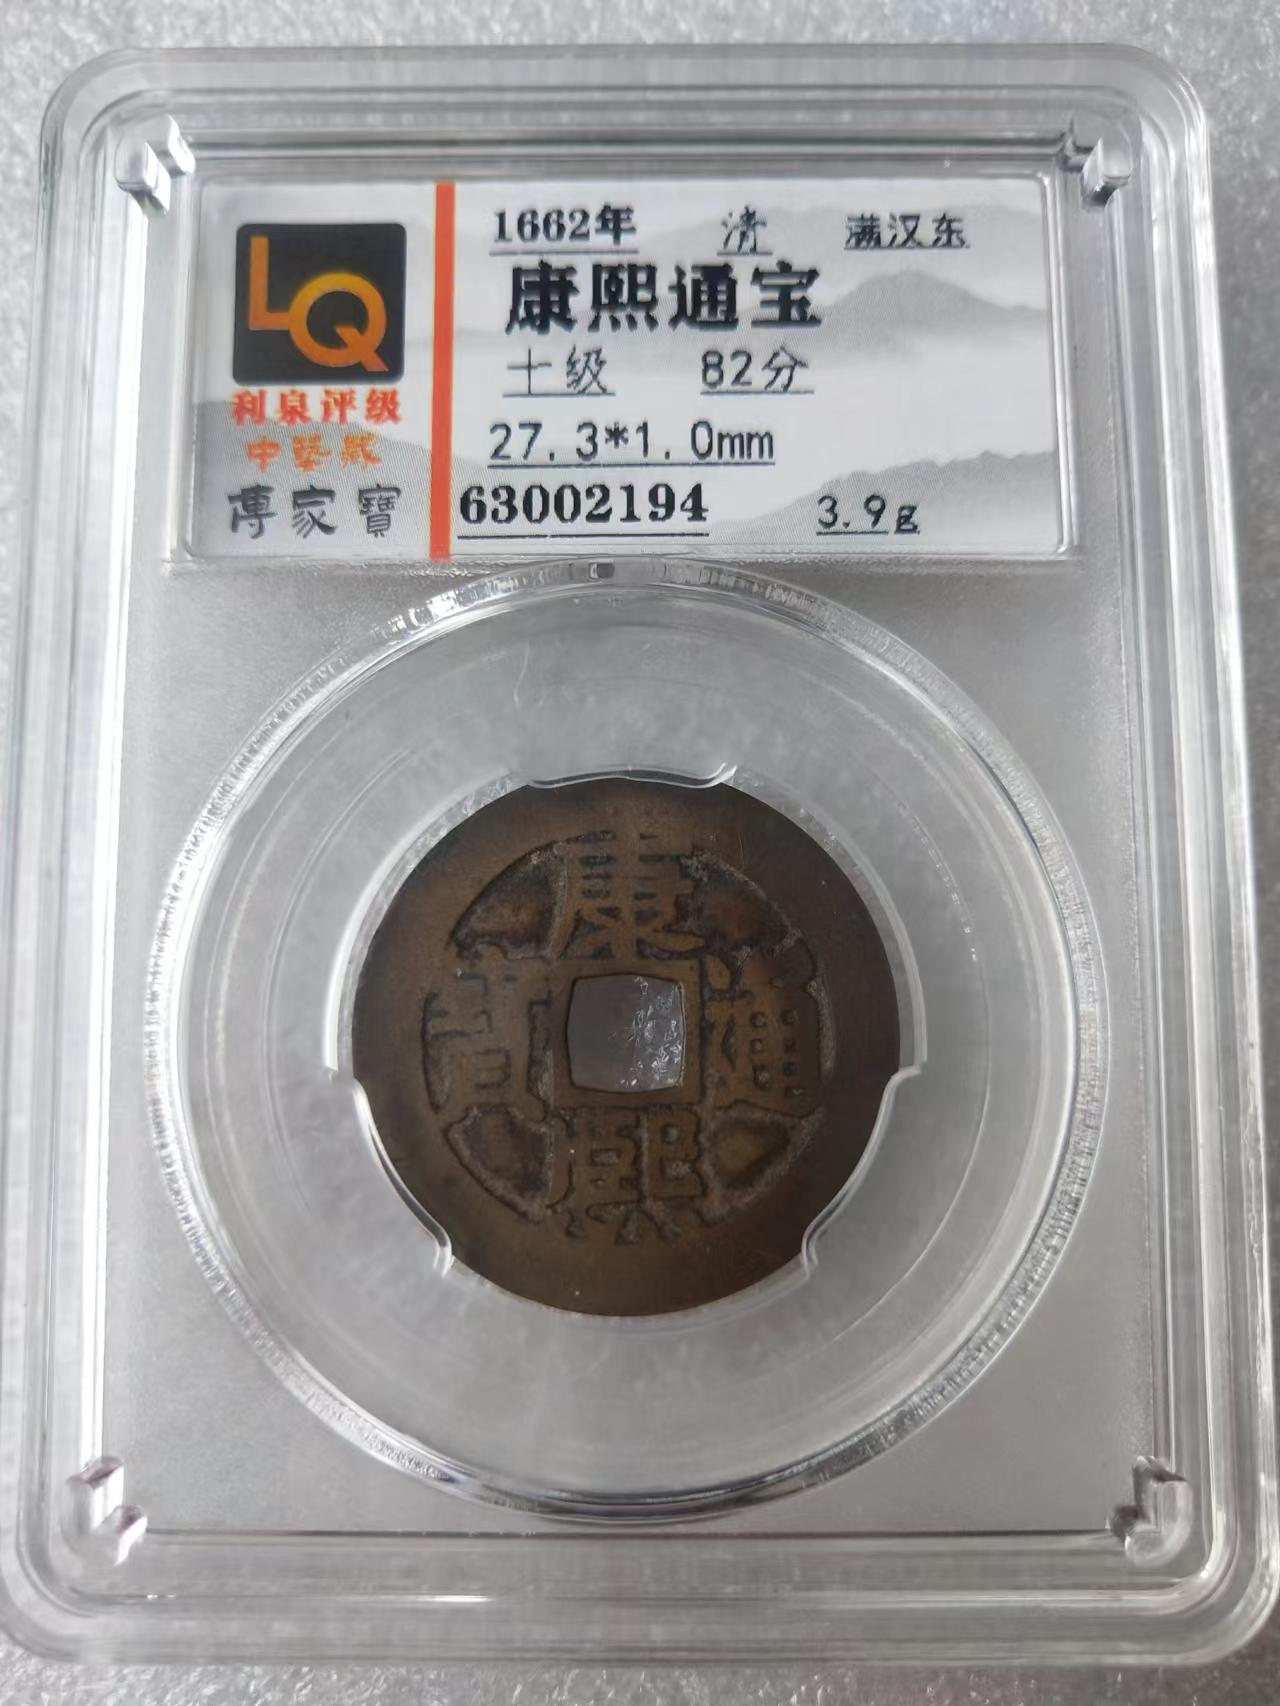 LQ
利泉评级
中鉴藏
傳家寶
1662年 清 满汉东
康熙通宝
士级 82分
27.3*1.0mm
63002194 3.9g
康
寶 通
熙